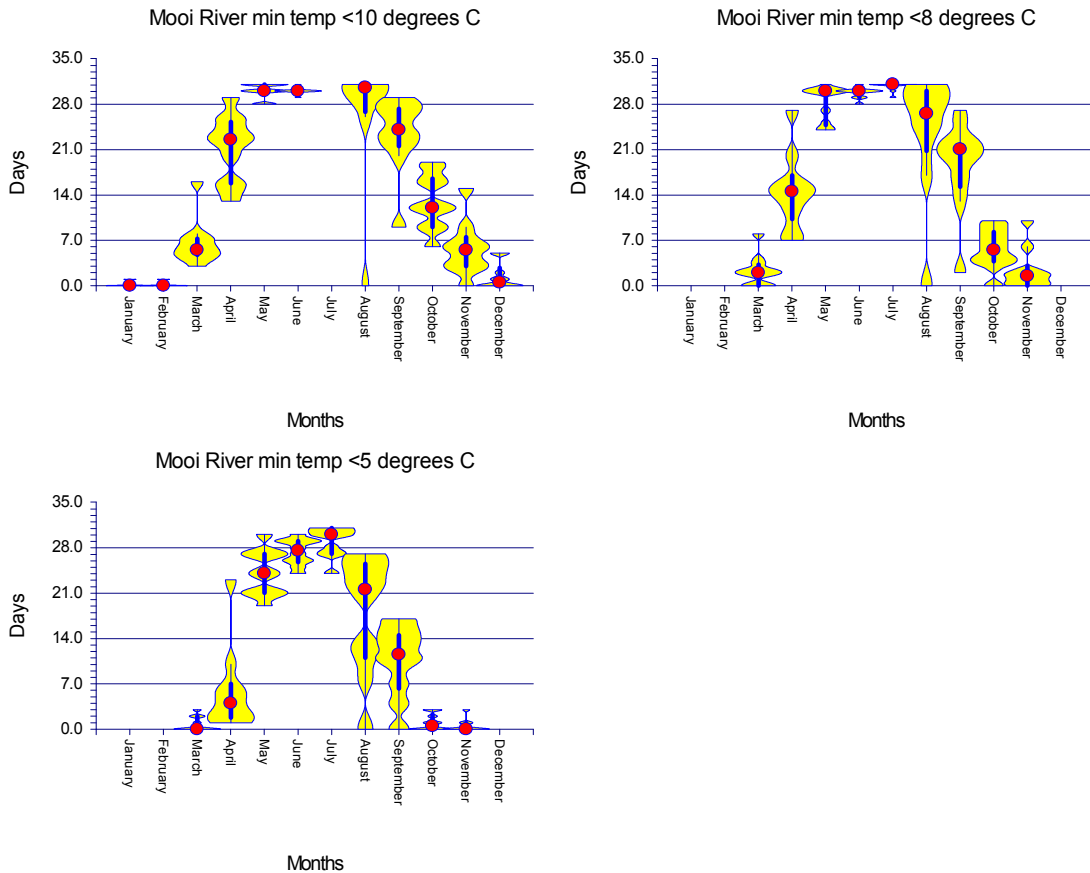 Mooi River min temp <10 degrees C
35.0
28.0
21.0
14.0
7.0
0.0
Days
January
February
March
April
May
June
July
August
September
October
November
December
Months
Mooi River min temp <8 degrees C
35.0
28.0
21.0
14.0
7.0
0.0
Days
January
February
March
April
May
June
July
August
September
October
November
December
Months
Mooi River min temp <5 degrees C
35.0
28.0
21.0
14.0
7.0
0.0
Days
January
February
March
April
May
June
July
August
September
October
November
December
Months